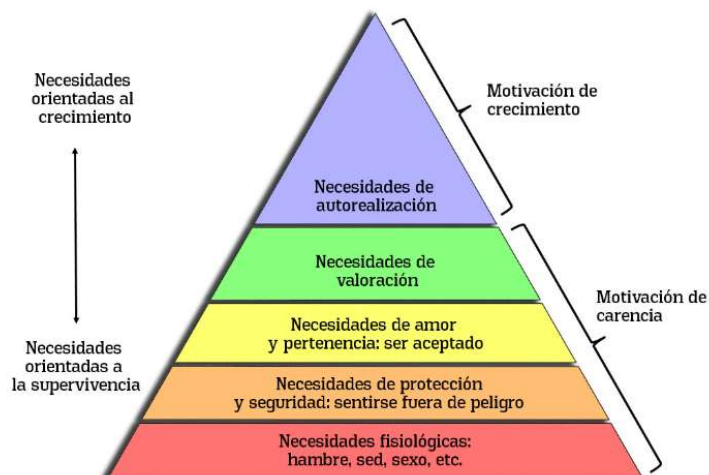 Necesidades
orientadas al
crecimiento
Motivación de
crecimiento
Necesidades de
autorealización
Necesidades de
valoración
Motivación de
carencia
Necesidades de amor
y pertenencia: ser aceptado
Necesidades
orientadas a
la supervivencia
Necesidades de protección
y seguridad: sentirse fuera de peligro
Necesidades fisiológicas:
hambre, sed, sexo, etc.